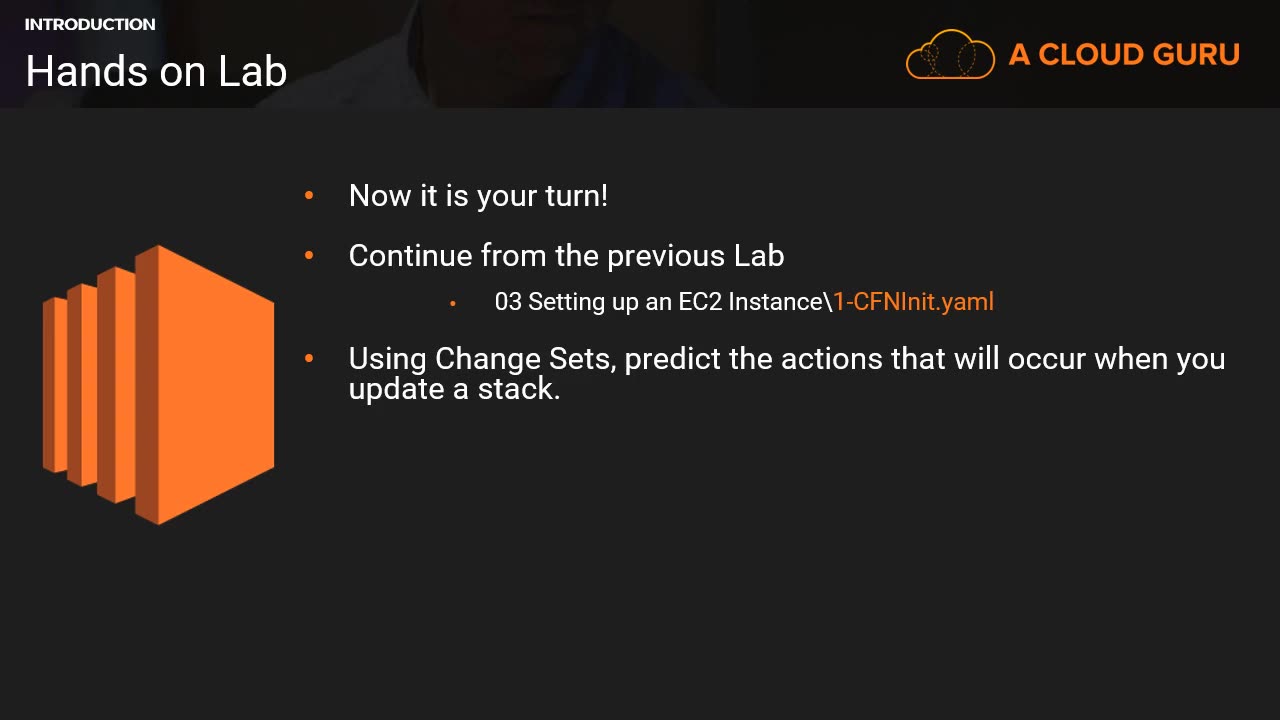 INTRODUCTION
Hands on Lab
A CLOUD GURU
• Now it is your turn!
• Continue from the previous Lab
• 03 Setting up an EC2 Instance\1-CFNInit.yaml
• Using Change Sets, predict the actions that will occur when you
update a stack.